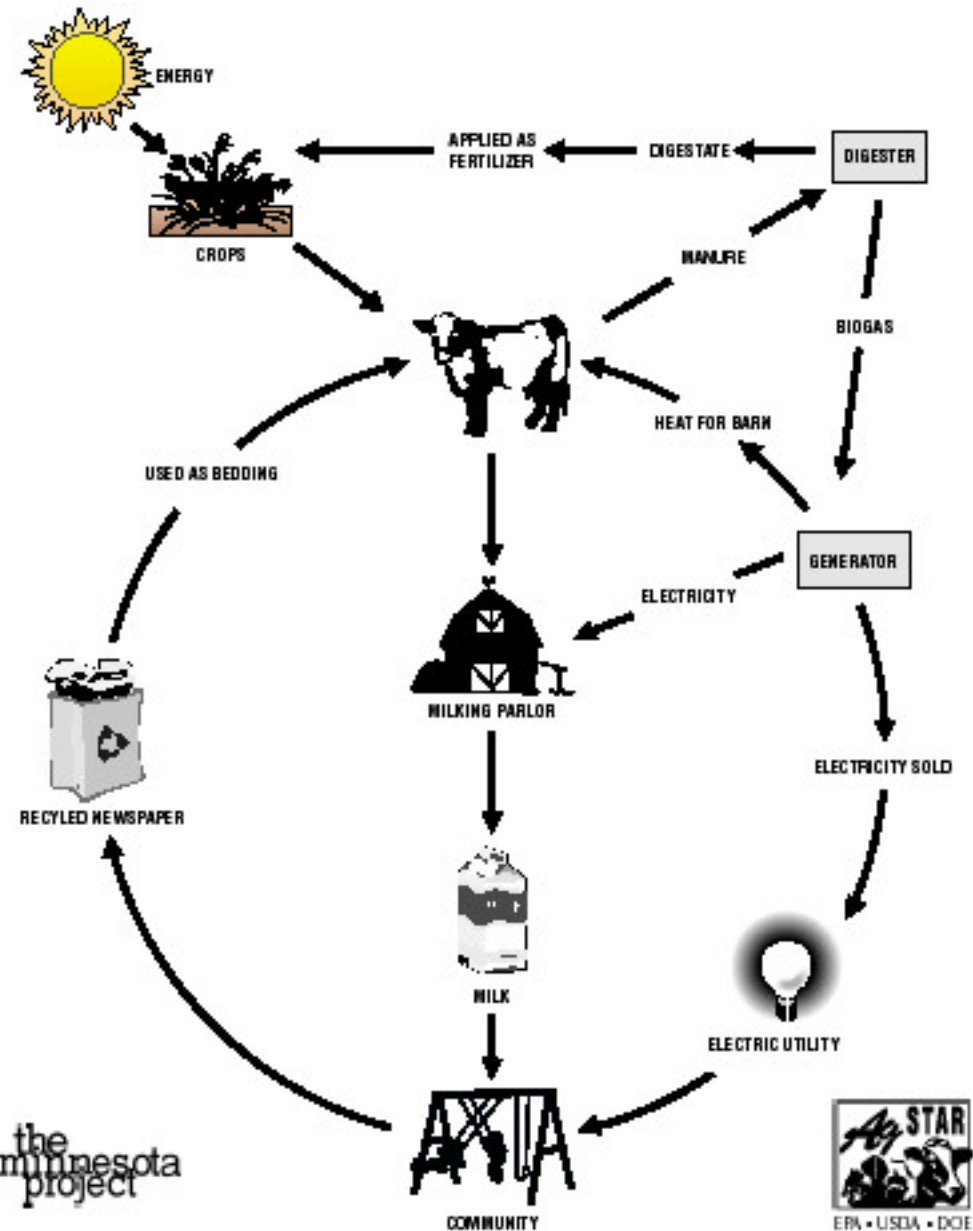 ENERGY
APPLIED AS
FERTILIZER
DIGESTATE
DIGESTER
CROPS
MANURE
BIOGAS
HEAT FOR BARN
USED AS BEDDING
GENERATOR
ELECTRICITY
MILKING PARLOR
ELECTRICITY SOLD
RECYLED NEWSPAPER
MILK
ELECTRIC UTILITY
the
minnesota
project
Ag STAR
EPA • USDA • DOE
COMMUNITY